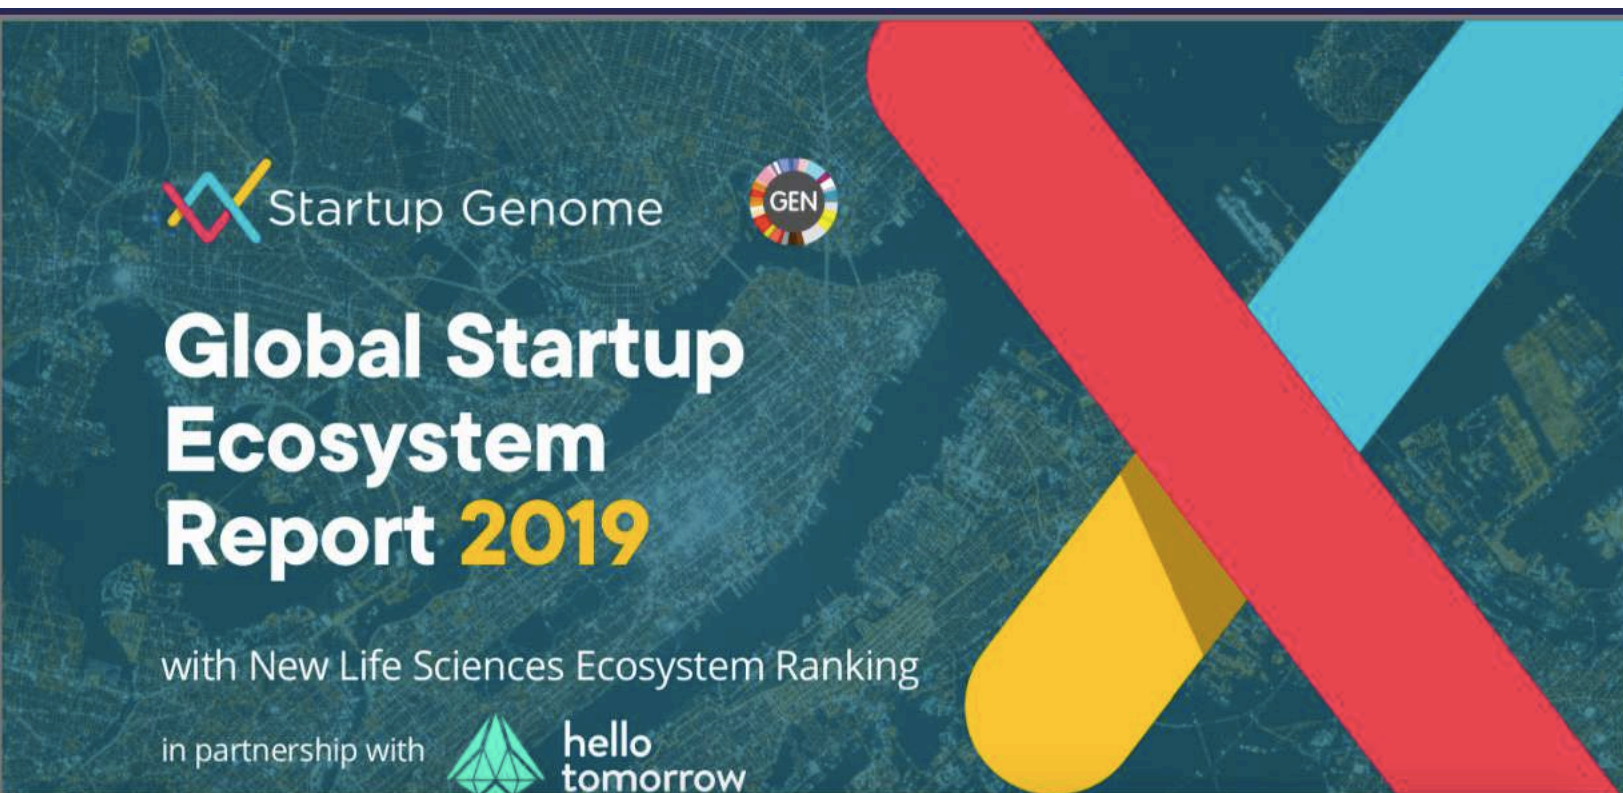 Startup Genome
GEN
Global Startup
Ecosystem
Report 2019
with New Life Sciences Ecosystem Ranking
in partnership with
hello
tomorrow